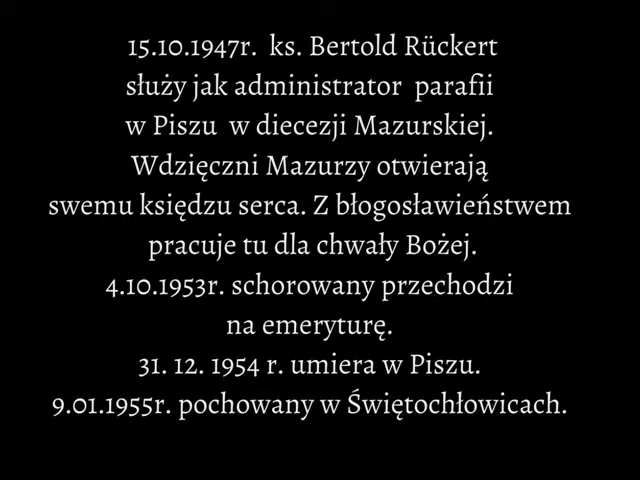 15.10.1947r. ks. Bertold Rückert
służy jak administrator parafii
w Piszu w diecezji Mazurskiej.
Wdzięczni Mazurzy otwierają
swemu księdzu serca. Z błogosławieństwem
pracuje tu dla chwały Bożej.
4.10.1953r. schorowany przechodzi
na emeryturę.
31. 12. 1954 r. umiera w Piszu.
9.01.1955r. pochowany w Świętochłowicach.